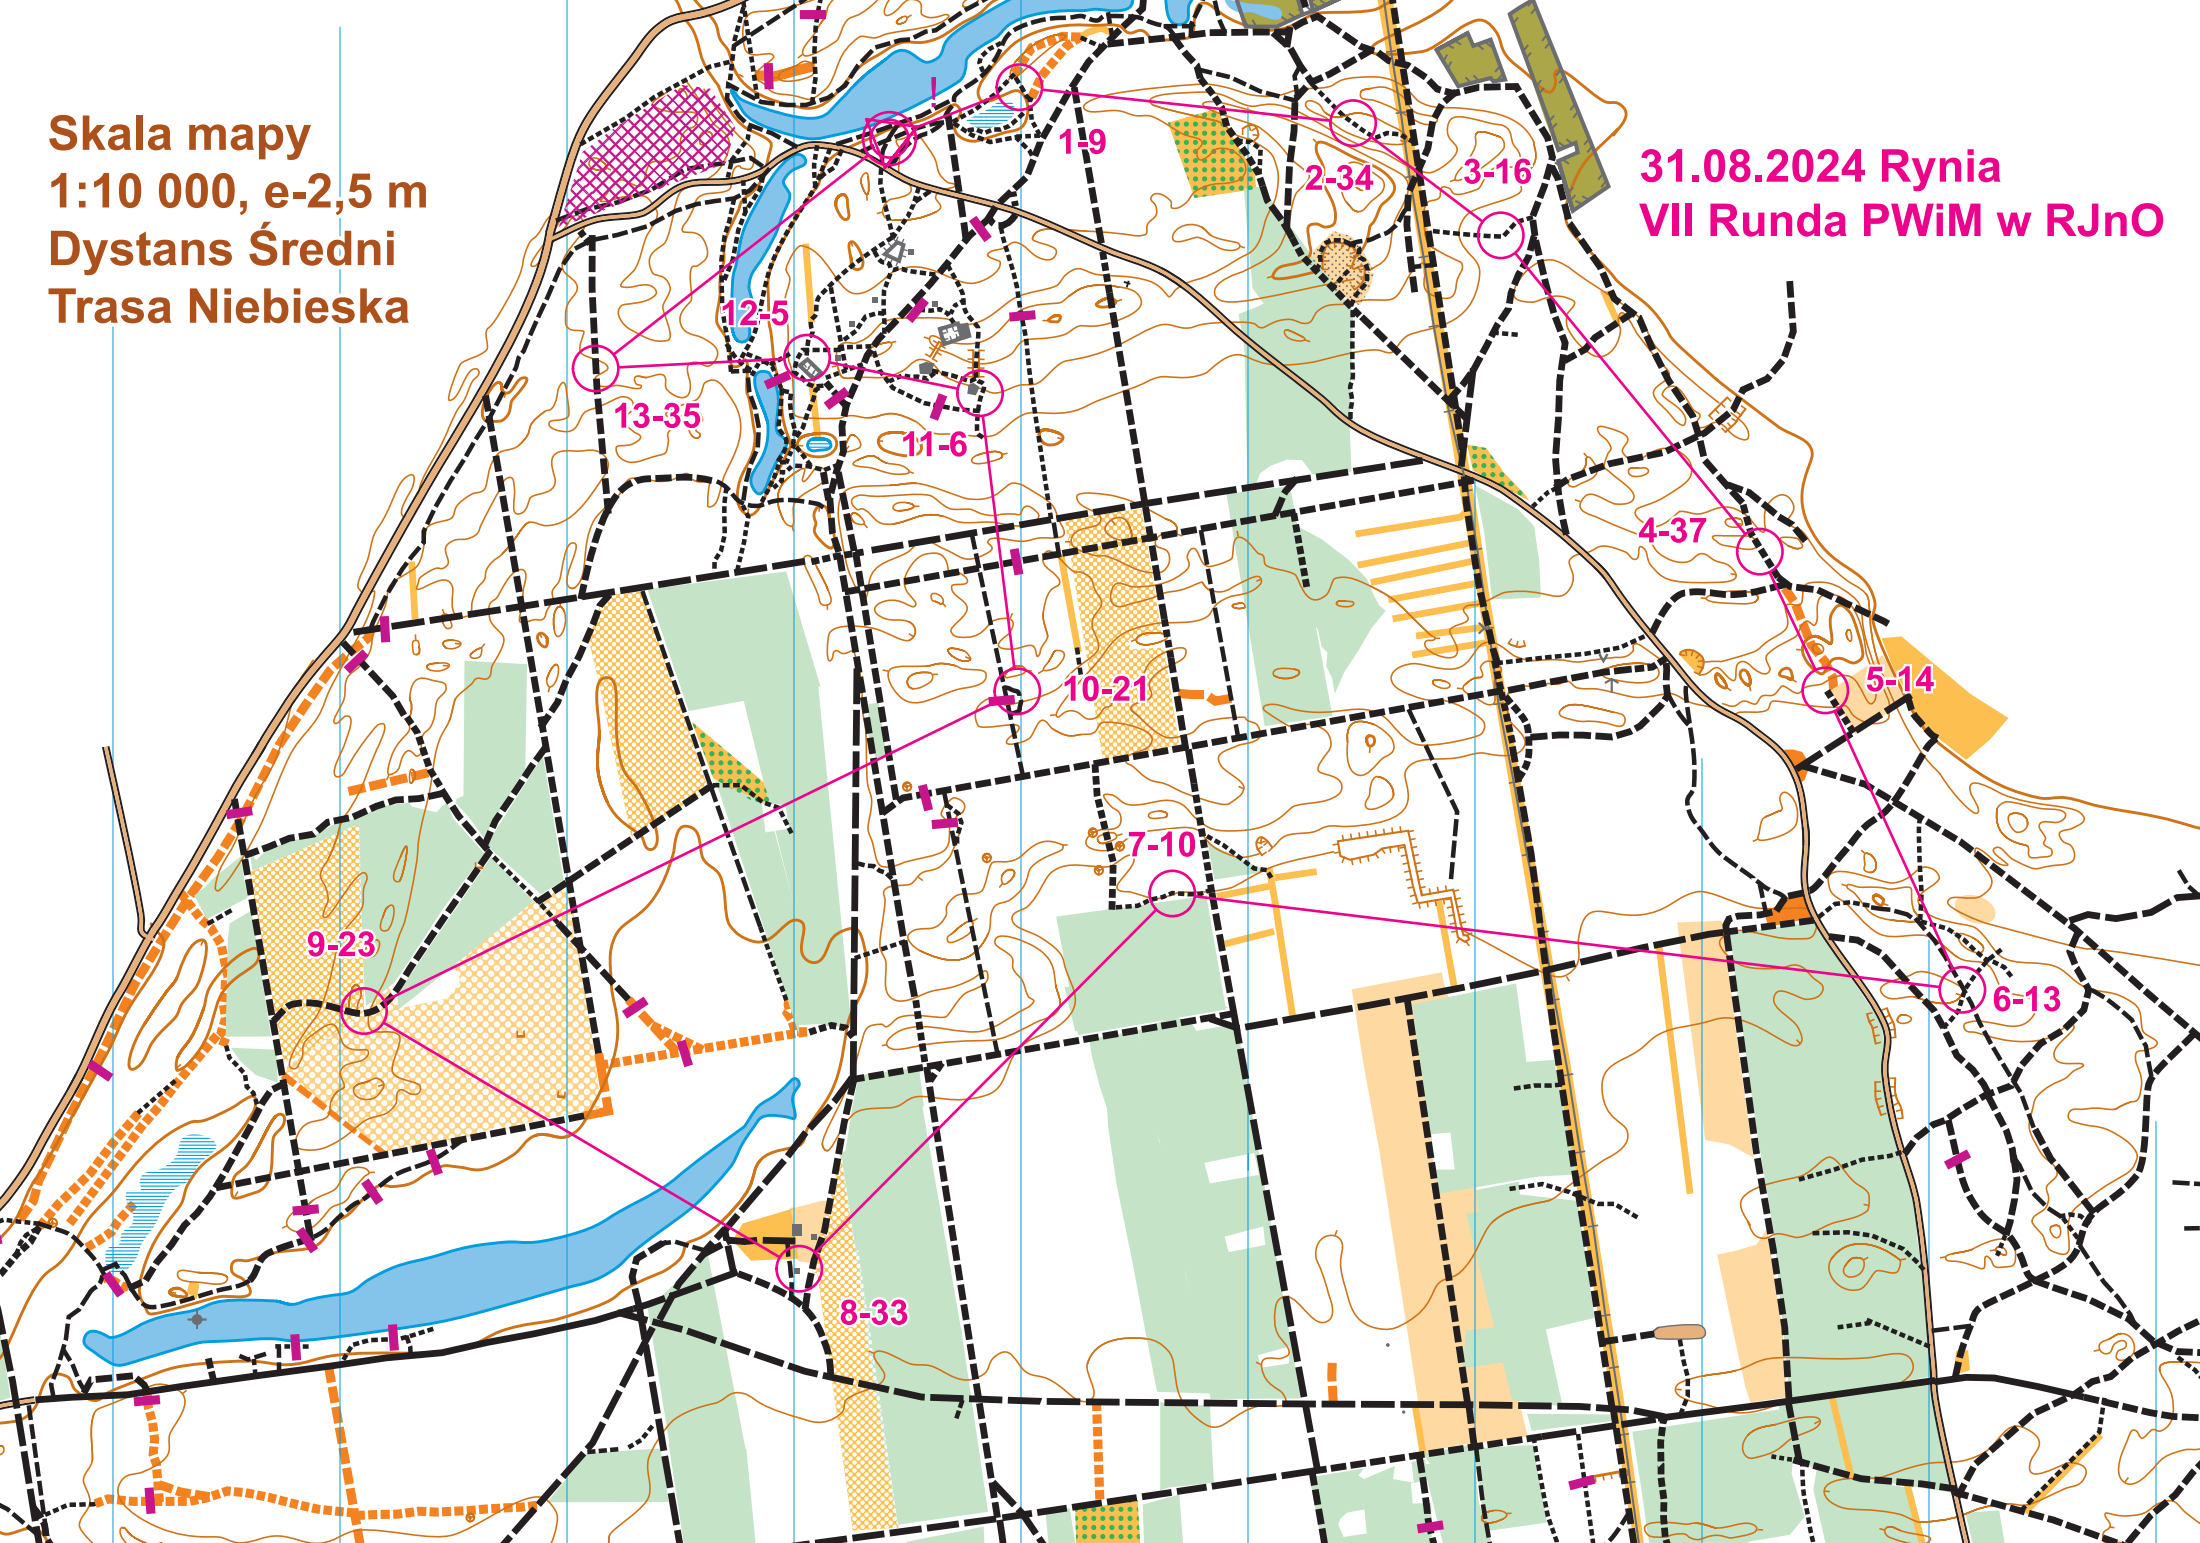 Skala mapy
1:10 000, e-2,5 m
Dystans Średni
Trasa Niebieska
31.08.2024 Rynia
VII Runda PWiM w RJnO
!
1-9
2-34
3-16
12-5
13-35
11-6
4-37
5-14
10-21
7-10
9-23
6-13
8-33